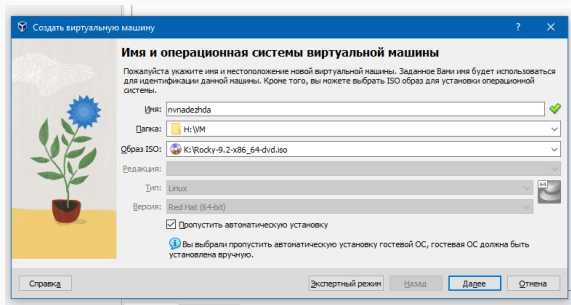 Создать виртуальную машину
Имя и операционная системы виртуальной машины
Пожалуйста укажите имя и местоположение новой виртуальной машины. Заданное Вами имя будет использоваться
для идентификации данной машины. Кроме того, вы можете выбрать ISO образ для установки операционной
системы.
Имя: nvnadezhda
Папка: H:\VM
Образ ISO: K:\Rocky-9.2-x86_64-dvd.iso
Редакция:
Тип: Linux
64
Версия: Red Hat (64-bit)
Пропустить автоматическую установку
Вы выбрали пропустить автоматическую установку гостевой ОС, гостевая ОС должна быть
установлена вручную.
Справка Экспертный режим Назад Далее Отмена